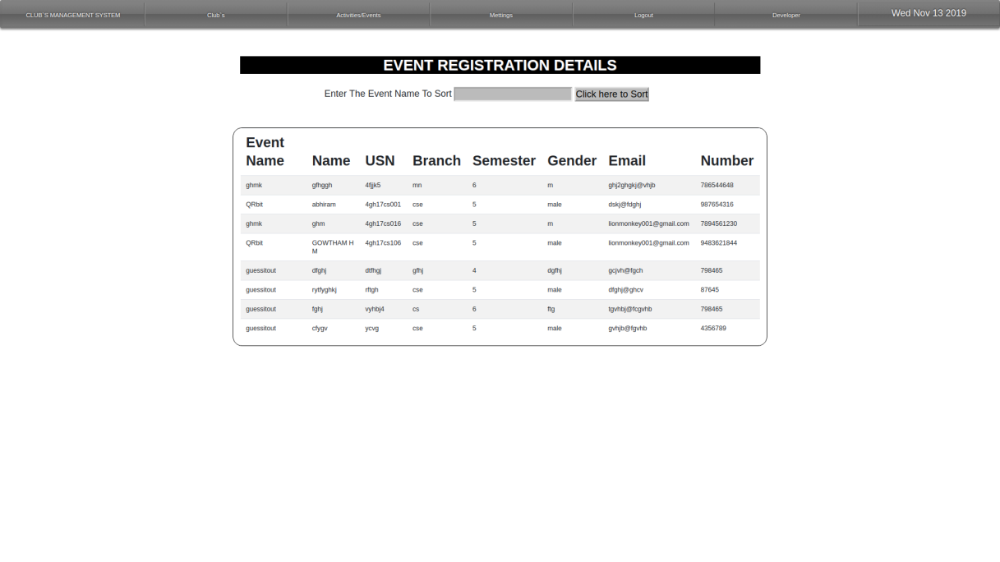 CLUB`S MANAGEMENT SYSTEM Club`s Activities/Events Mettings Logout Developer Wed Nov 13 2019
EVENT REGISTRATION DETAILS
Enter The Event Name To Sort Click here to Sort
Event
Name Name USN Branch Semester Gender Email Number
ghmk gfhggh 4fjjk5 mn 6 m ghj2ghgkj@vhjb 786544648
QRbit abhiram 4gh17cs001 cse 5 male dskj@fdghj 987654316
ghmk ghm 4gh17cs016 cse 5 m lionmonkey001@gmail.com 7894561230
QRbit GOWTHAM H 4gh17cs106 cse 5 male lionmonkey001@gmail.com 9483621844
M
guessitout dfghj dtfhgj gfhj 4 dgfhj gcjvh@fgch 798465
guessitout rytfyghkj rftgh cse 5 male dfghj@ghcv 87645
guessitout fghj vyhbj4 cs 6 ftg tgvhbj@fcgvhb 798465
guessitout cfygv ycvg cse 5 male gvhjb@fgvhb 4356789